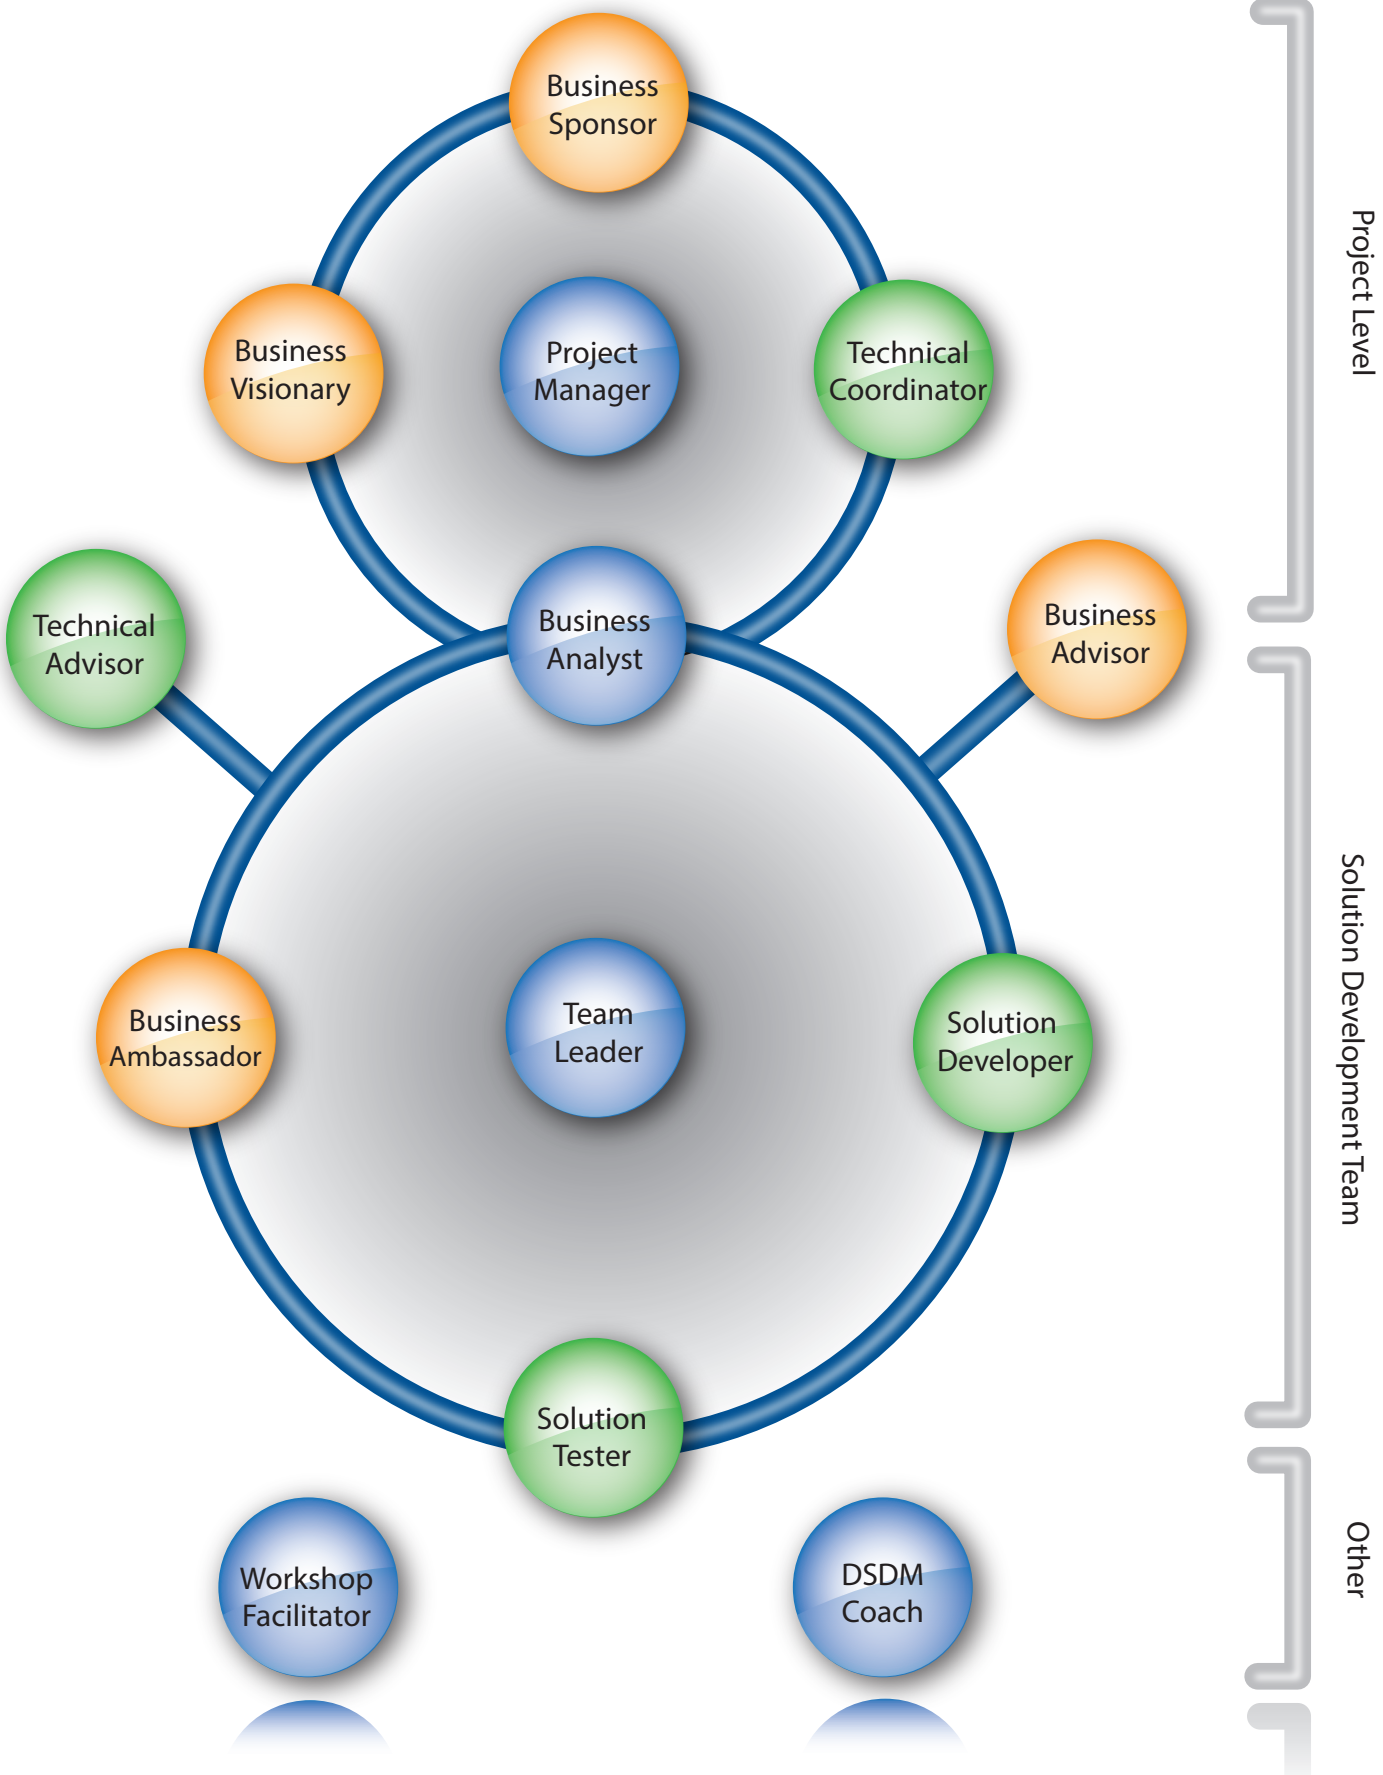 Business
Sponsor
Business
Visionary
Project
Manager
Technical
Coordinator
Project Level
Technical
Advisor
Business
Analyst
Business
Advisor
Business
Ambassador
Team
Leader
Solution
Developer
Solution Development Team
Solution
Tester
Workshop
Facilitator
DSDM
Coach
Other